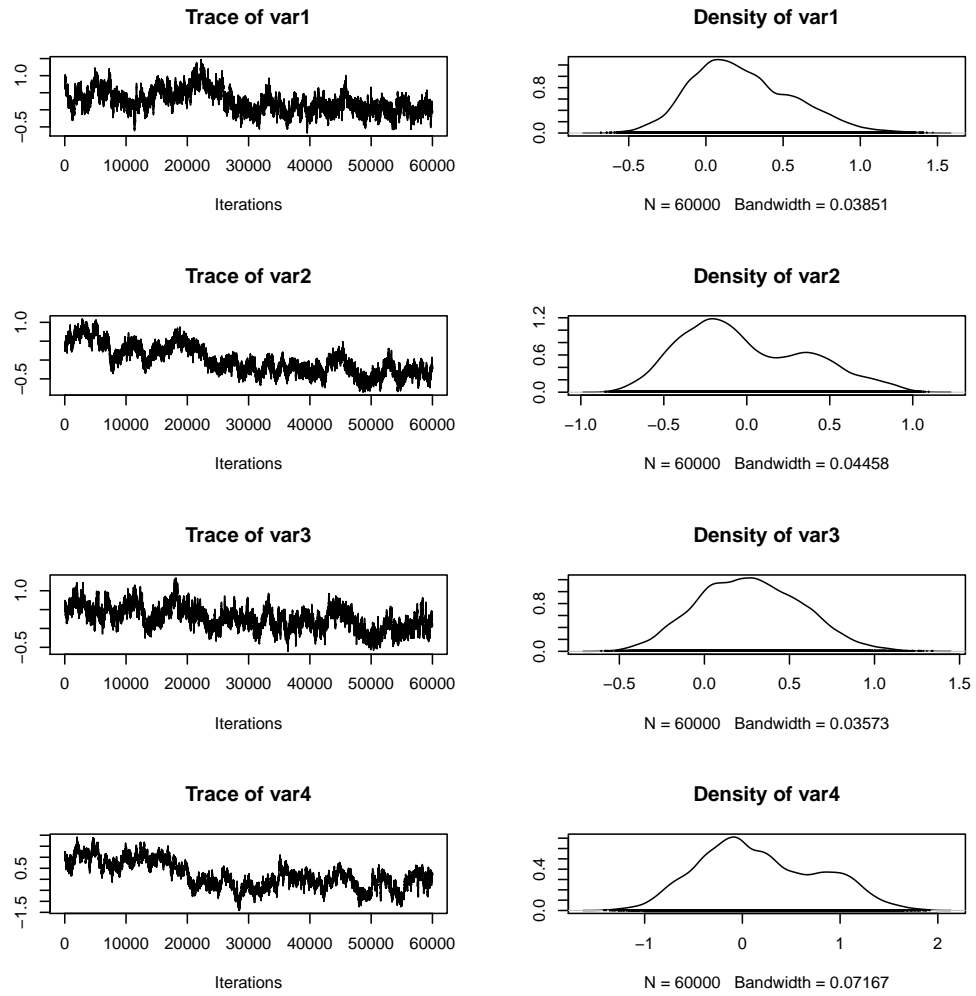 Trace of var1
1.0
−0.5
0 10000 20000 30000 40000 50000 60000
Iterations
Density of var1
0.8
0.0
−0.5 0.0 0.5 1.0 1.5
N = 60000 Bandwidth = 0.03851
Trace of var2
1.0
−0.5
0 10000 20000 30000 40000 50000 60000
Iterations
Density of var2
1.2
0.6
0.0
−1.0 −0.5 0.0 0.5 1.0
N = 60000 Bandwidth = 0.04458
Trace of var3
1.0
−0.5
0 10000 20000 30000 40000 50000 60000
Iterations
Density of var3
0.8
0.0
−0.5 0.0 0.5 1.0 1.5
N = 60000 Bandwidth = 0.03573
Trace of var4
0.5
−1.5
0 10000 20000 30000 40000 50000 60000
Iterations
Density of var4
0.4
0.0
−1 0 1 2
N = 60000 Bandwidth = 0.07167